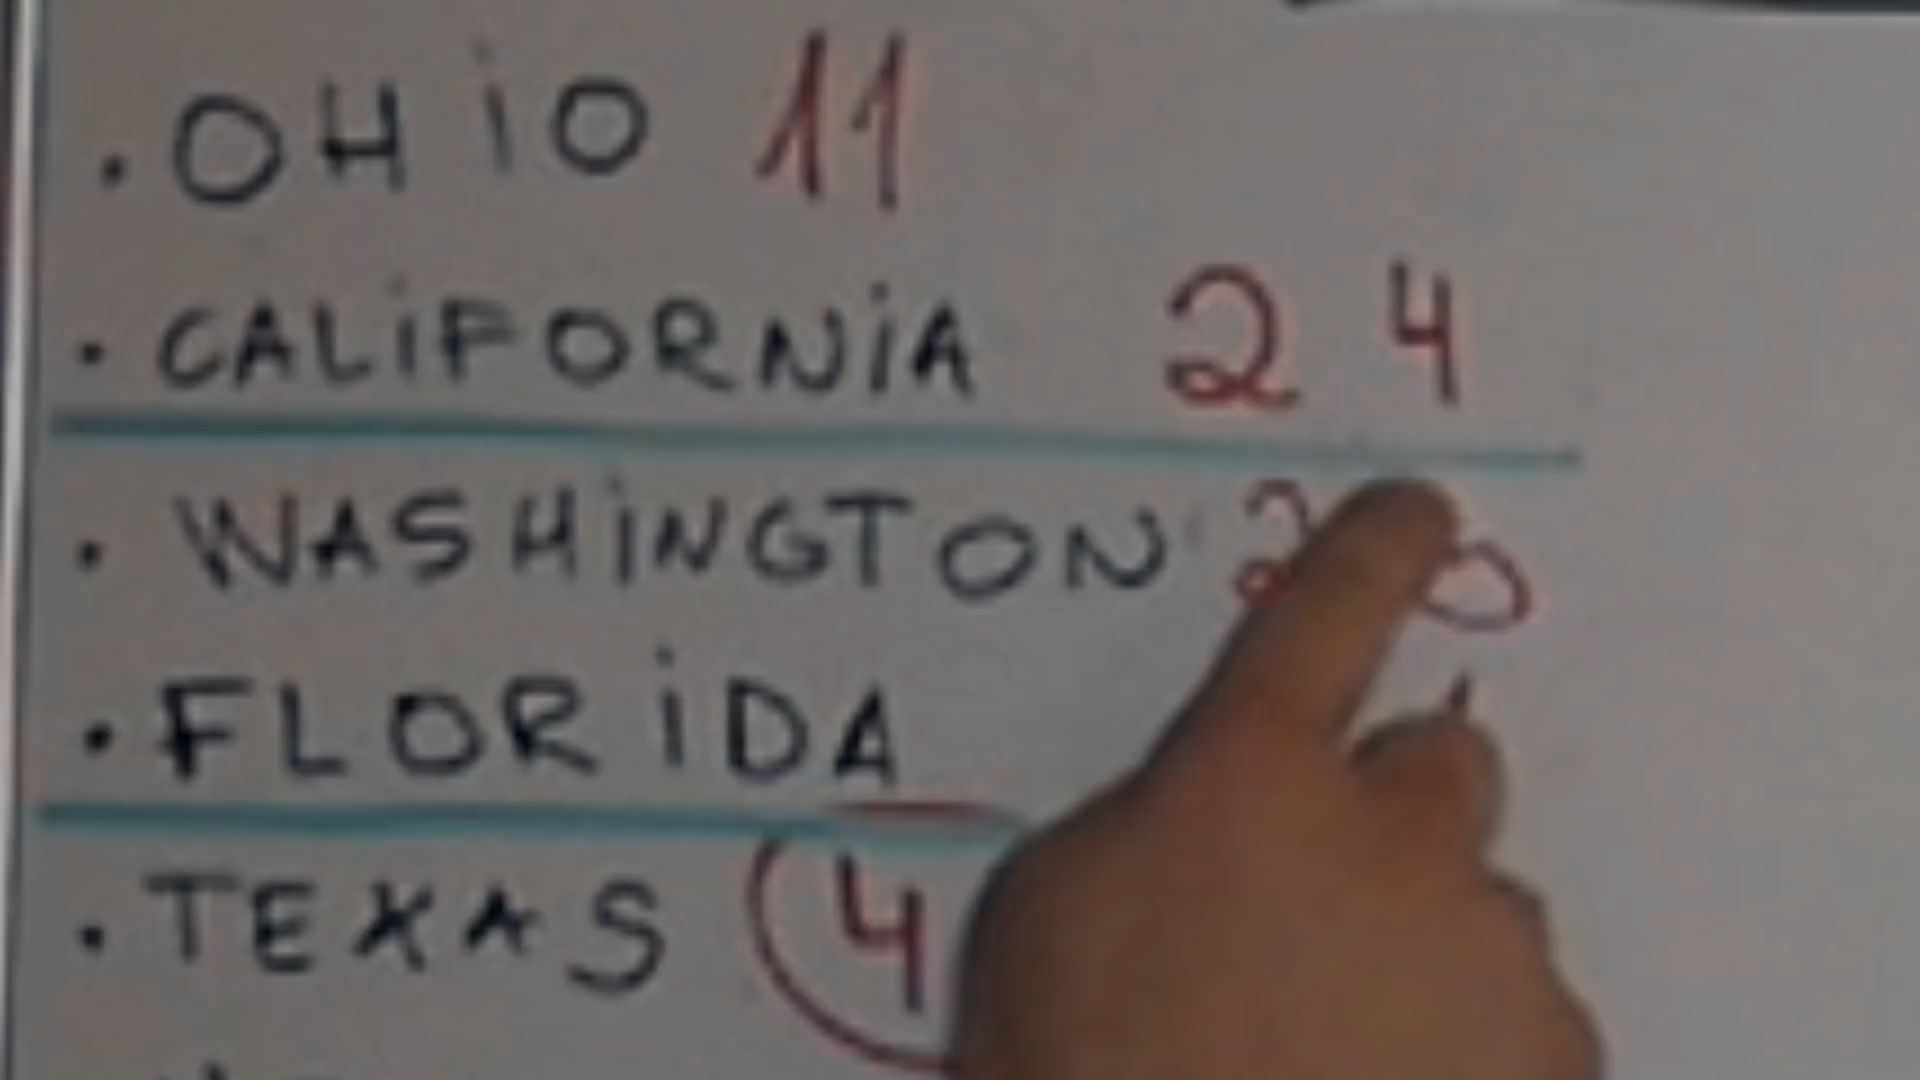 • OHiO 11
• CALiFORNiA 24
• WASHiNGTON
• FLORiDA
• TEXAS 4